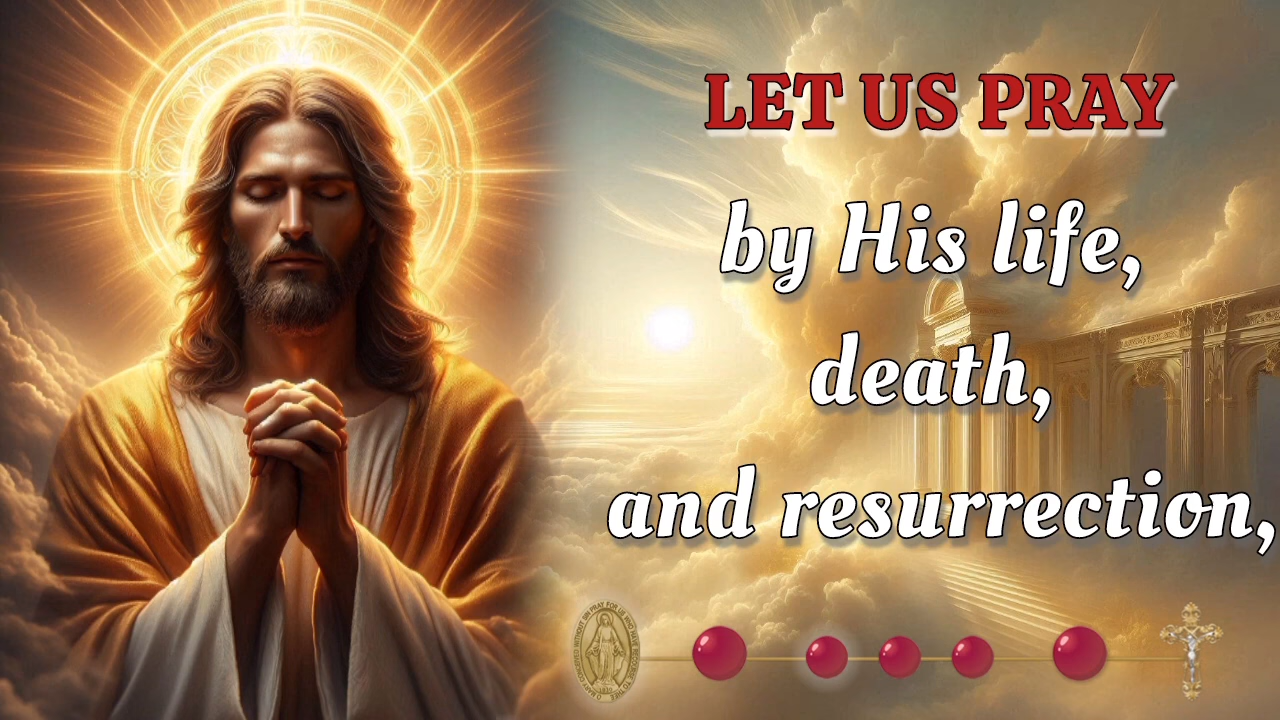 LET US PRAY
by His life,
death,
and resurrection,